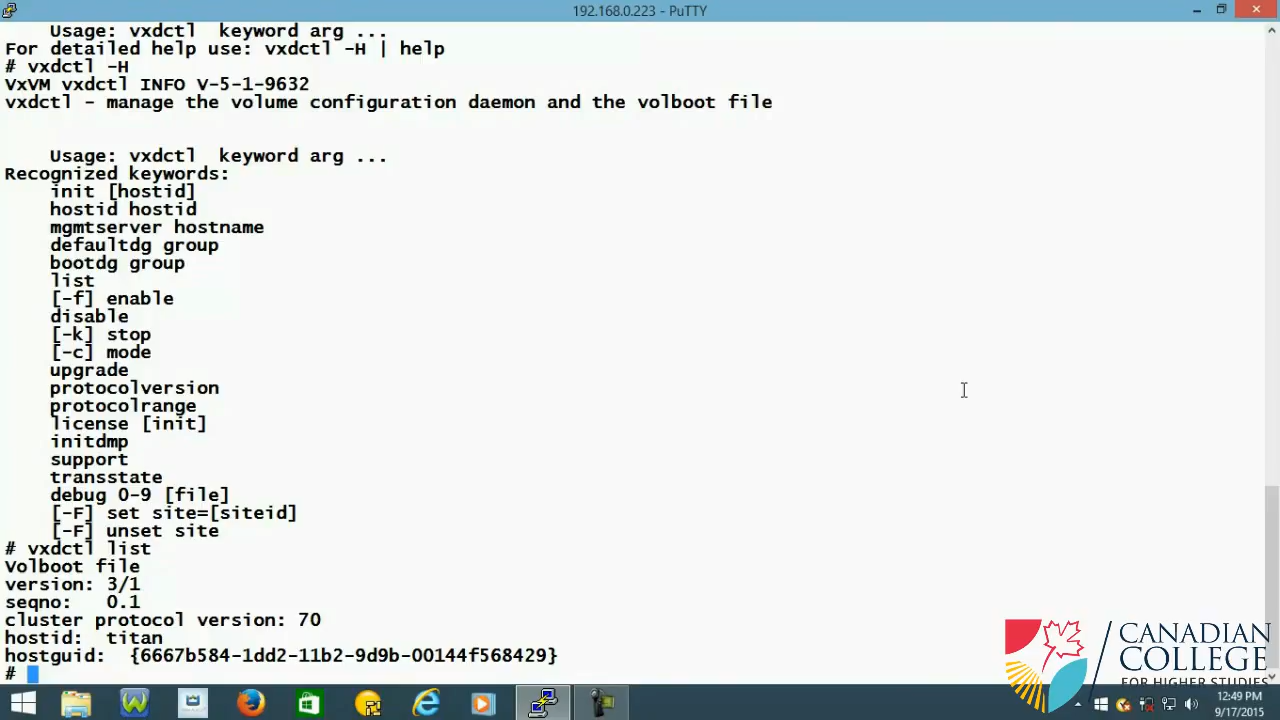 192.168.0.223 - PuTTY
Usage: vxdctl  keyword arg ...
For detailed help use: vxdctl -H | help
# vxdctl -H
VxVM vxdctl INFO V-5-1-9632
vxdctl - manage the volume configuration daemon and the volboot file
Usage: vxdctl  keyword arg ...
Recognized keywords:
init [hostid]
hostid hostid
mgmtserver hostname
defaultdg group
bootdg group
list
[-f] enable
disable
[-k] stop
[-c] mode
upgrade
protocolversion
protocolrange
license [init]
initdmp
support
transstate
debug 0-9 [file]
[-F] set site=[siteid]
[-F] unset site
# vxdctl list
Volboot file
version: 3/1
seqno:   0.1
cluster protocol version: 70
hostid:  titan
hostguid:  {6667b584-1dd2-11b2-9d9b-00144f568429}
#
CANADIAN
COLLEGE
FOR HIGHER STUDIES
12:49 PM
9/17/2015